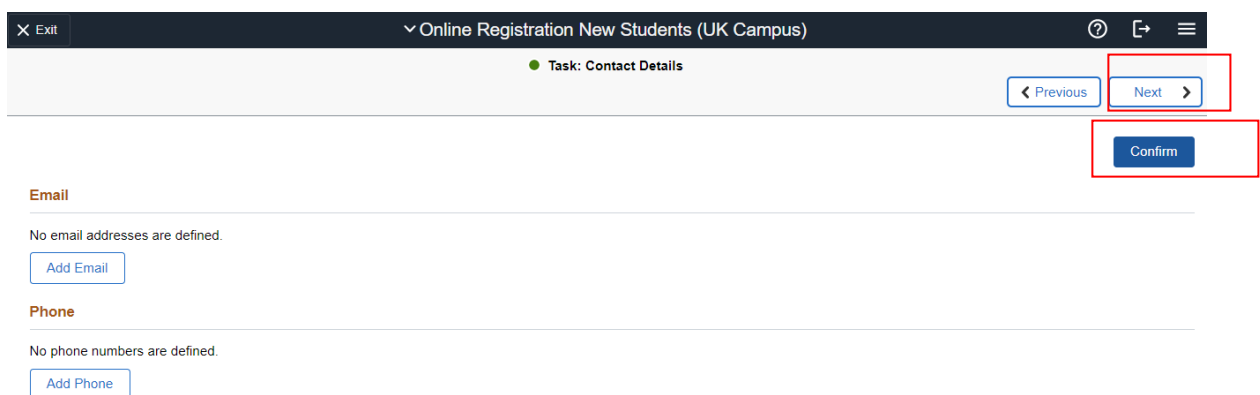 Exit
Online Registration New Students (UK Campus)
Task: Contact Details
Previous
Next
Confirm
Email
No email addresses are defined.
Add Email
Phone
No phone numbers are defined.
Add Phone